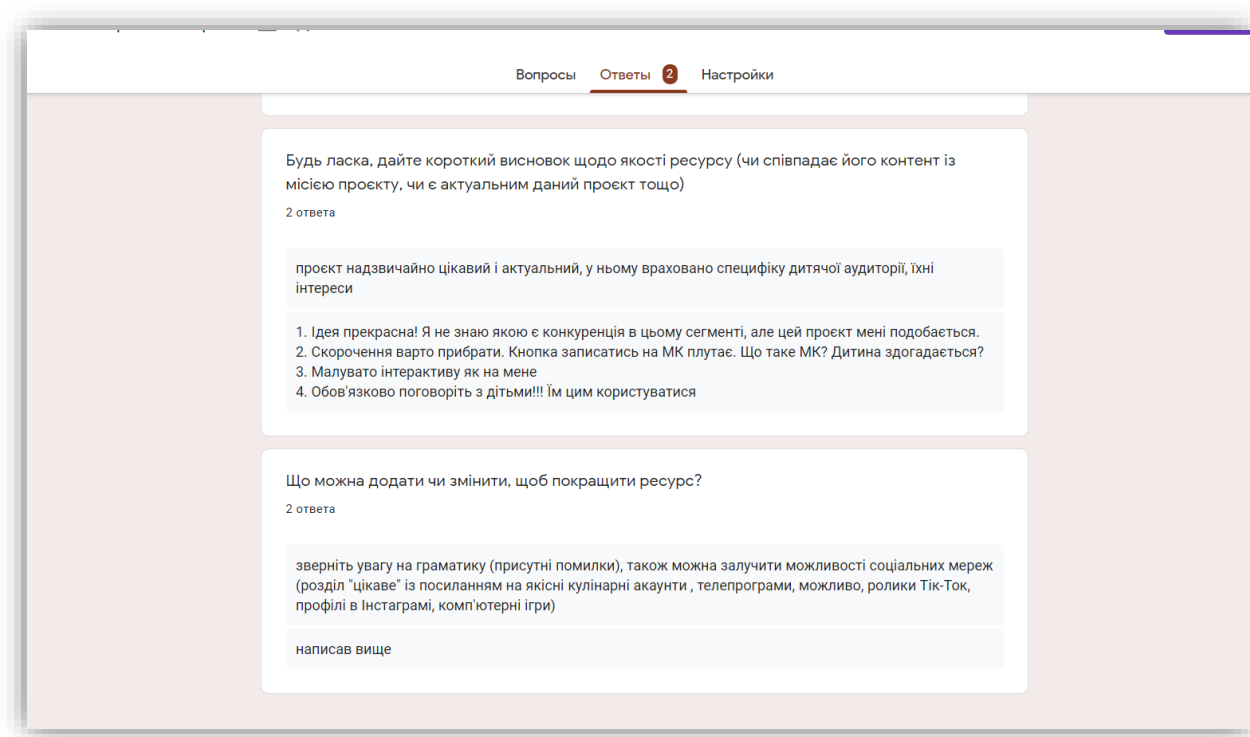 Вопросы Ответы 2 Настройки
Будь ласка, дайте короткий висновок щодо якості ресурсу (чи співпадає його контент із
місією проєкту, чи є актуальним даний проєкт тощо)
2 ответа
проєкт надзвичайно цікавий і актуальний, у ньому враховано специфіку дитячої аудиторії, їхні
інтереси
1. Ідея прекрасна! Я не знаю якою є конкуренція в цьому сегменті, але цей проєкт мені подобається.
2. Скорочення варто прибрати. Кнопка записатись на МК плутає. Що таке МК? Дитина здогадається?
3. Малувато інтерактиву як на мене
4. Обов'язково поговоріть з дітьми!!! Їм цим користуватися
Що можна додати чи змінити, щоб покращити ресурс?
2 ответа
зверніть увагу на граматику (присутні помилки), також можна залучити можливості соціальних мереж
(розділ "цікаве" із посиланням на якісні кулінарні акаунти , телепрограми, можливо, ролики Тік-Ток,
профілі в Інстаграмі, комп'ютерні ігри)
написав вище